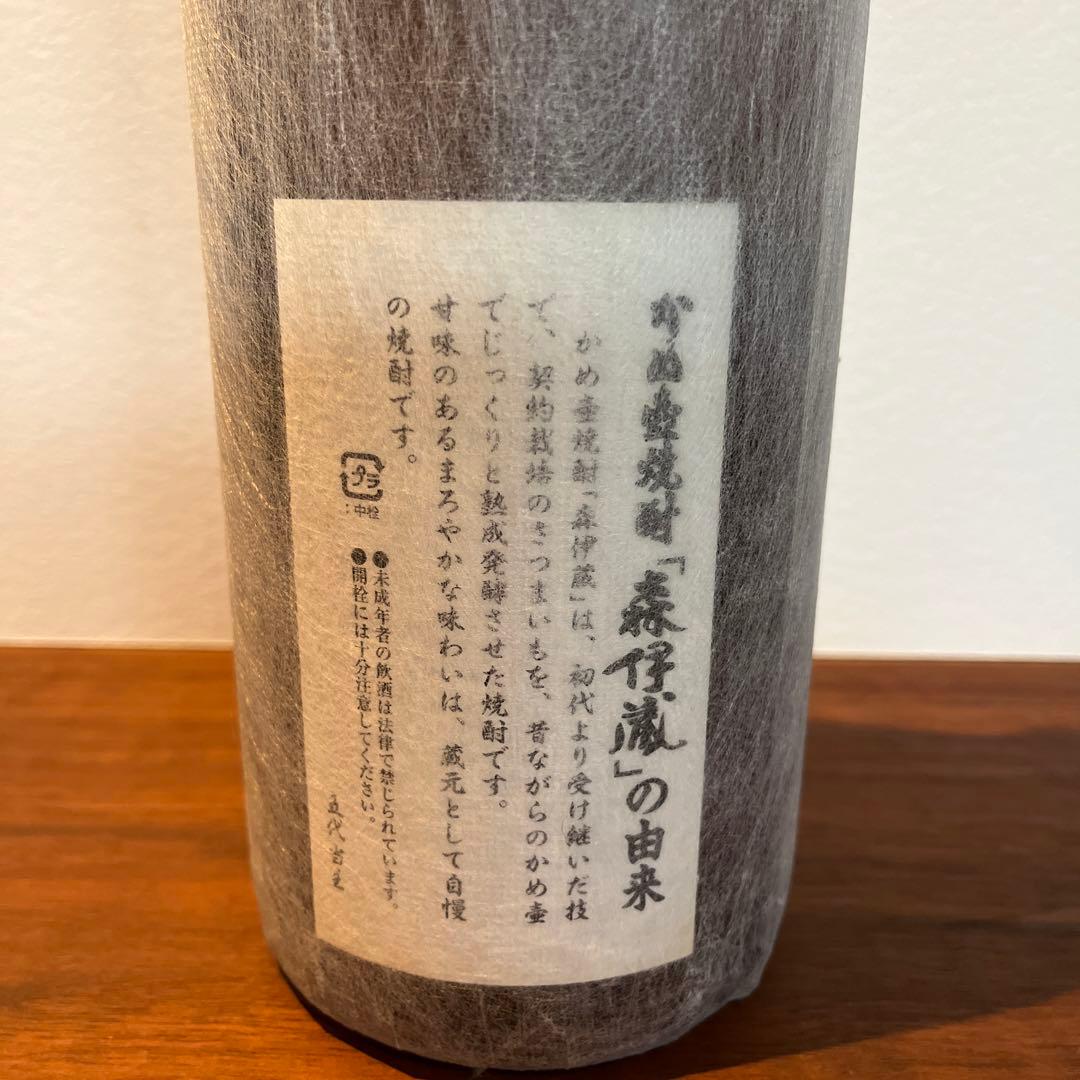 かめ壺焼酎「森伊蔵」の由来
かめ壺焼酎「森伊蔵」は、初代より受け継いだ技
で、契約栽培のさつまいもを、昔ながらのかめ壺
でじっくりと熟成発酵させた焼酎です。
甘味のあるまろやかな味わいは、蔵元として自慢
の焼酎です。
プラ
:中栓
●未成年者の飲酒は法律で禁じられています。
●開栓には十分注意してください。
五代当主